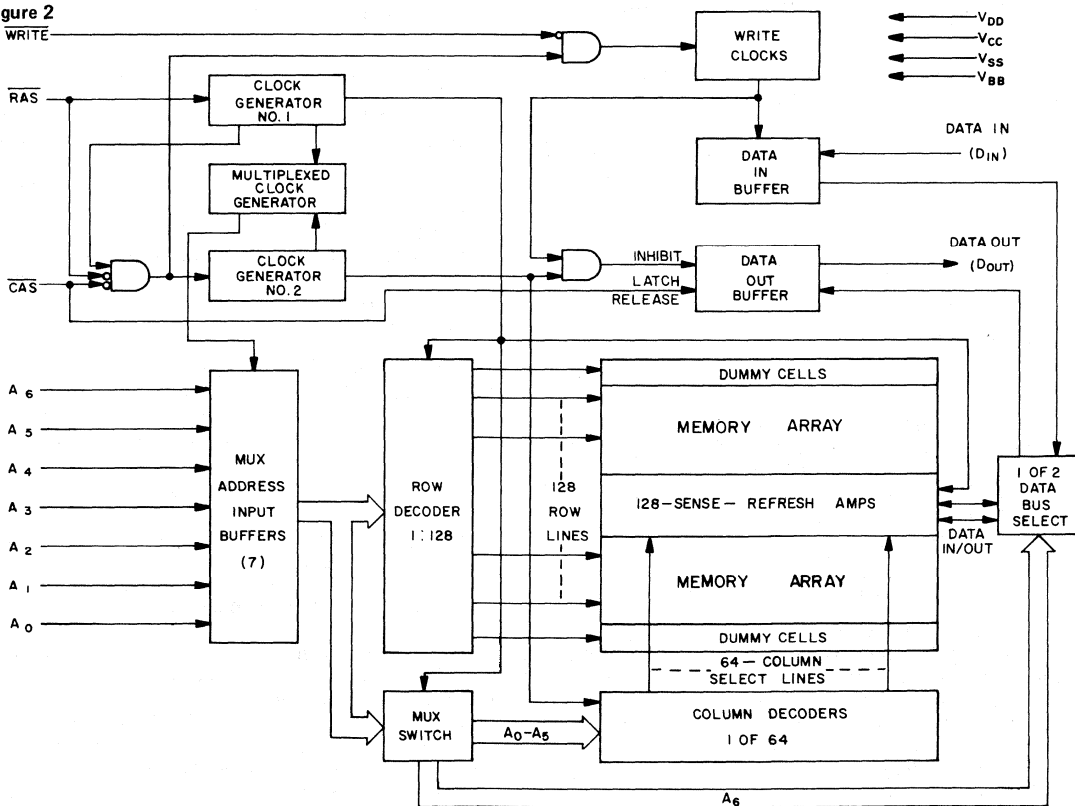 gure 2
WRITE
RAS
CAS
CLOCK
GENERATOR
NO. 1
MULTIPLEXED
CLOCK
GENERATOR
CLOCK
GENERATOR
NO. 2
WRITE
CLOCKS
VDD
VCC
VSS
VBB
DATA IN
(DIN)
DATA
IN
BUFFER
INHIBIT
LATCH
RELEASE
DATA
OUT
BUFFER
DATA OUT
(DOUT)
A6
A5
A4
A3
A2
A1
A0
MUX
ADDRESS
INPUT
BUFFERS
(7)
ROW
DECODER
1:128
128
ROW
LINES
DUMMY CELLS
MEMORY ARRAY
128-SENSE-REFRESH AMPS
MEMORY ARRAY
DUMMY CELLS
DATA
IN/OUT
1 OF 2
DATA
BUS
SELECT
64-COLUMN
SELECT LINES
MUX
SWITCH
A0-A5
COLUMN DECODERS
1 OF 64
A6